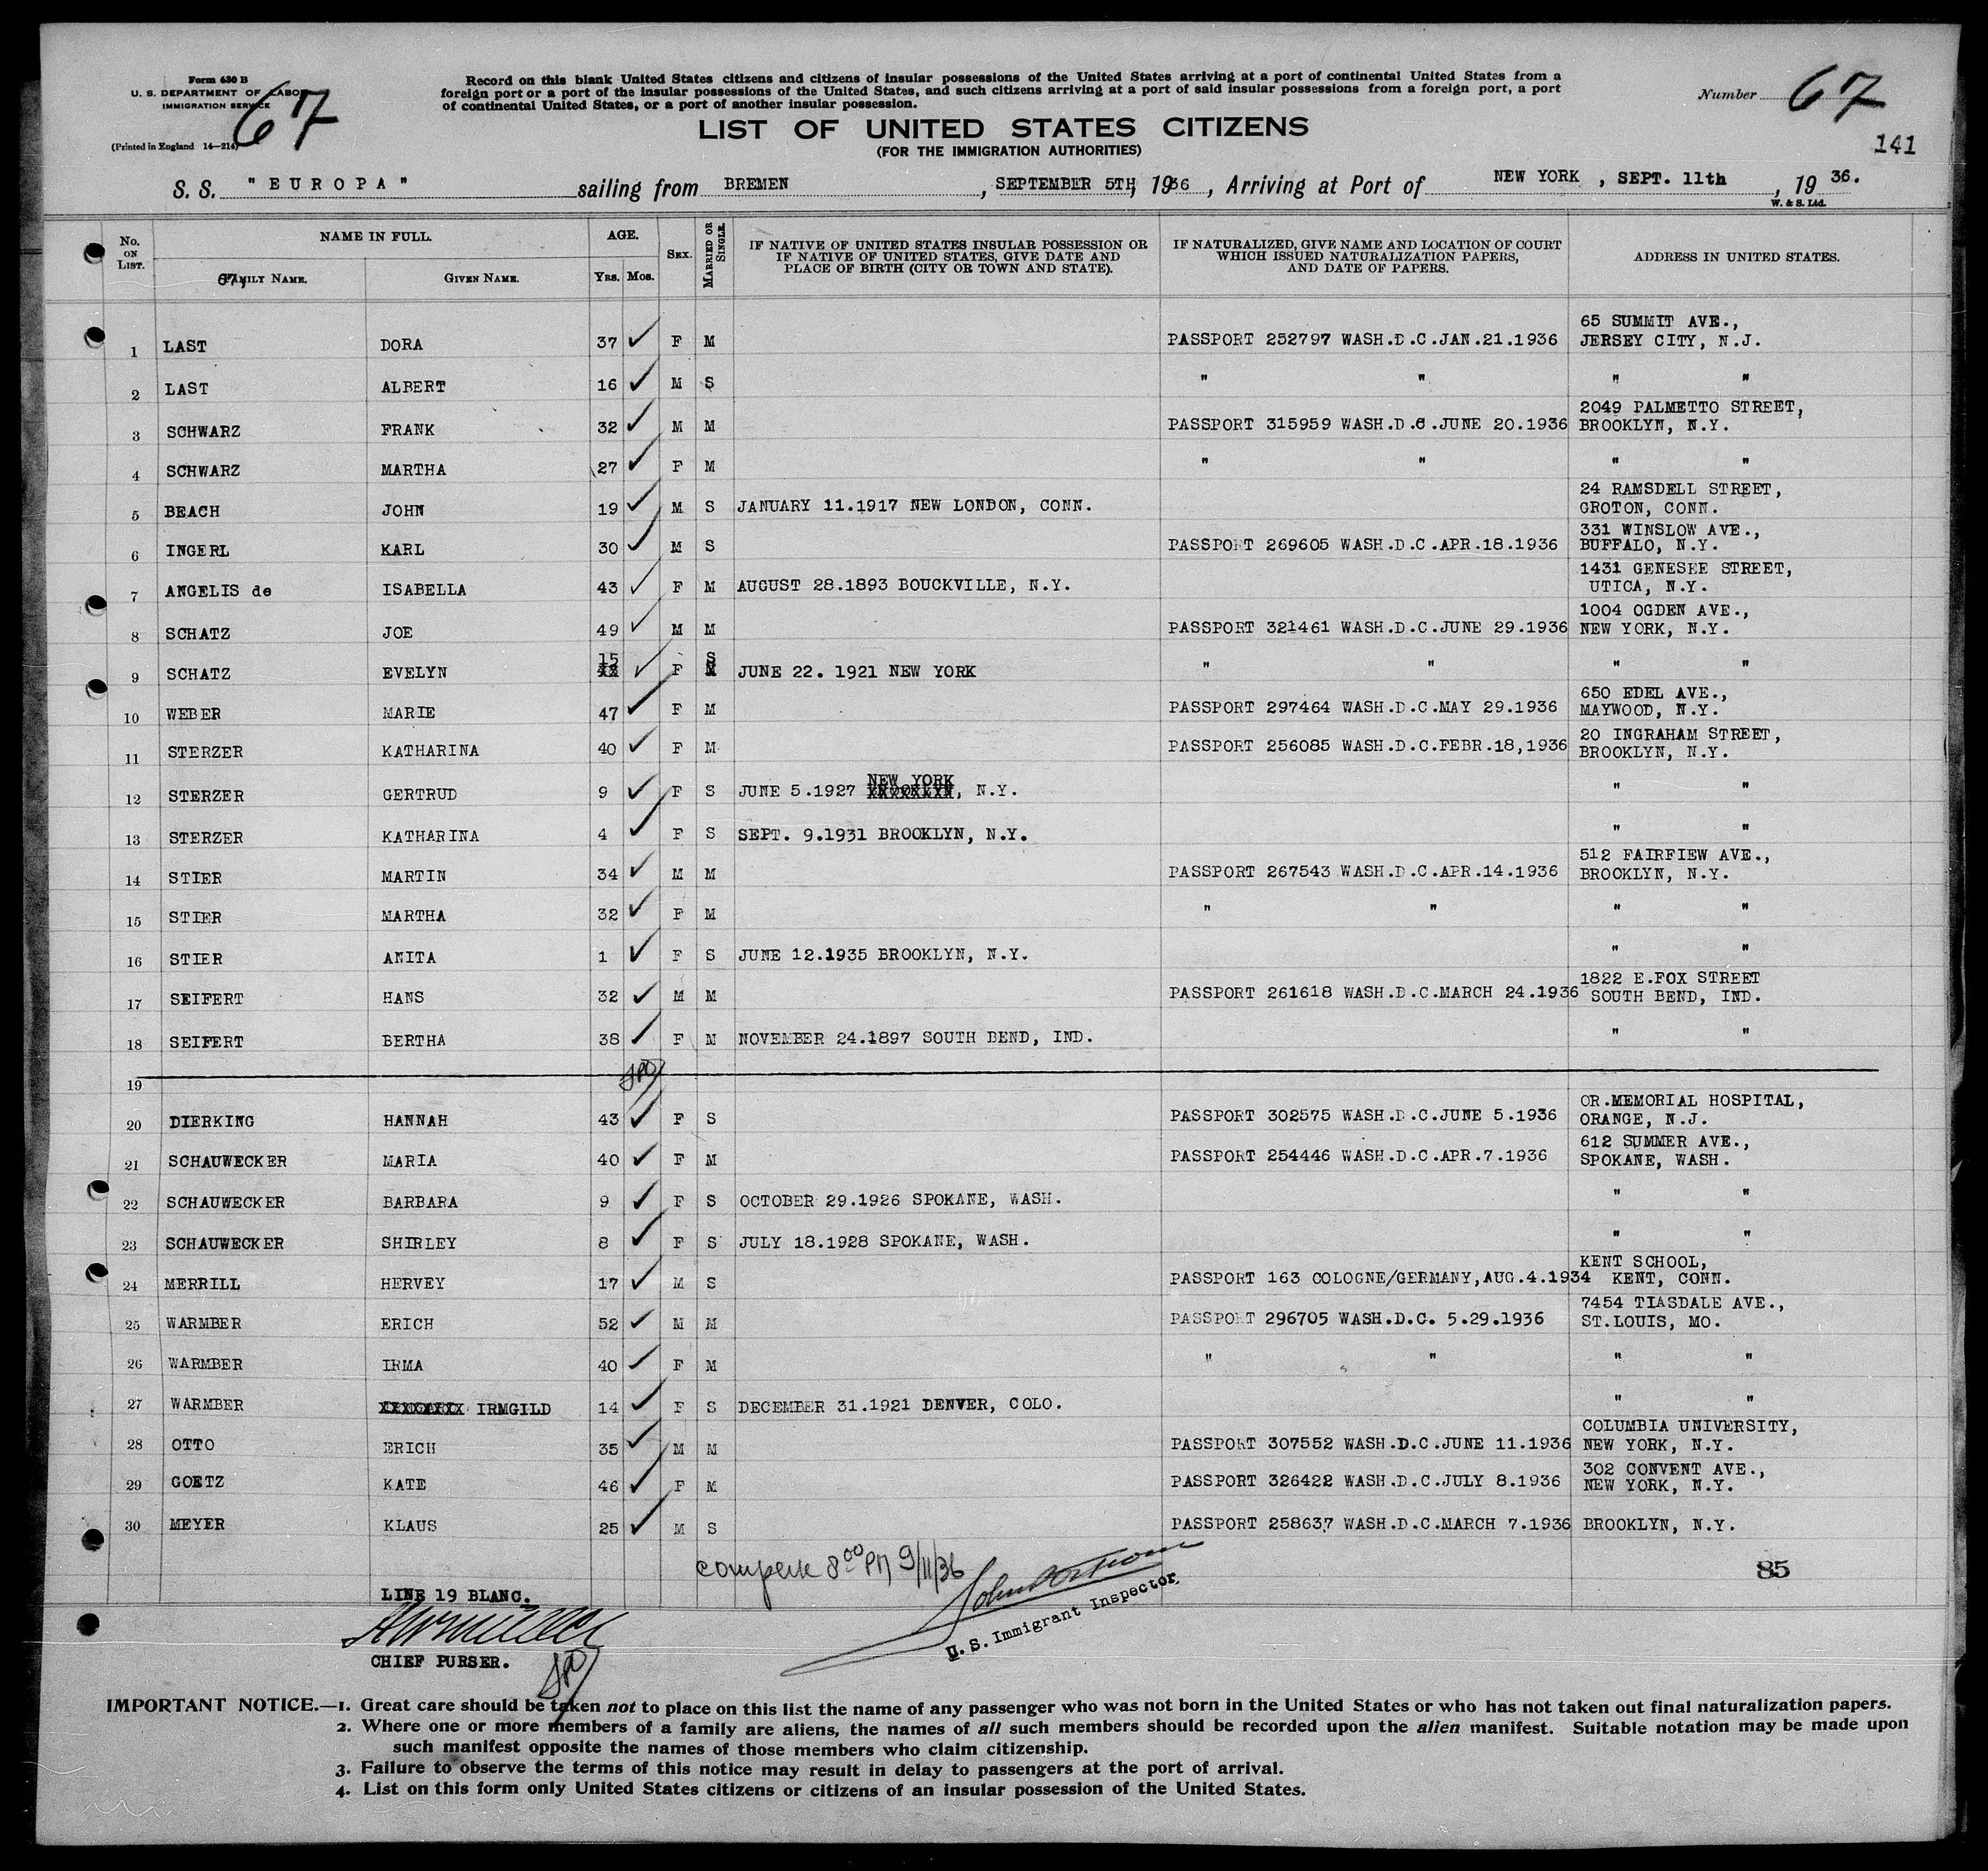 Form 630 B
U. S. DEPARTMENT OF LABOR
IMMIGRATION SERVICE
(Printed in England 14—214)
67
Record on this blank United States citizens and citizens of insular possessions of the United States arriving at a port of continental United States from a
foreign port or a port of the insular possessions of the United States, and such citizens arriving at a port of said insular possessions from a foreign port, a port
of continental United States, or a port of another insular possession.
Number 67
LIST OF UNITED STATES CITIZENS
(FOR THE IMMIGRATION AUTHORITIES)
141
S. S. "EUROPA" sailing from BREMEN, SEPTEMBER 5TH, 1936, Arriving at Port of NEW YORK, SEPT. 11th, 1936.
W. & S. Ltd.
No. ON LIST. NAME IN FULL. AGE. SEX. MARRIED OR SINGLE. IF NATIVE OF UNITED STATES INSULAR POSSESSION OR IF NATIVE OF UNITED STATES, GIVE DATE AND PLACE OF BIRTH (CITY OR TOWN AND STATE). IF NATURALIZED, GIVE NAME AND LOCATION OF COURT WHICH ISSUED NATURALIZATION PAPERS, AND DATE OF PAPERS. ADDRESS IN UNITED STATES.
67, FAMILY NAME. GIVEN NAME. YRS. MOS.
1 LAST DORA 37 F M PASSPORT 252797 WASH.D.C.JAN.21.1936 65 SUMMIT AVE., JERSEY CITY, N.J.
2 LAST ALBERT 16 M S " " " "
3 SCHWARZ FRANK 32 M M PASSPORT 315959 WASH.D.C.JUNE 20.1936 2049 PALMETTO STREET, BROOKLYN, N.Y.
4 SCHWARZ MARTHA 27 F M " " " "
5 BEACH JOHN 19 M S JANUARY 11.1917 NEW LONDON, CONN. 24 RAMSDELL STREET, GROTON, CONN.
6 INGERL KARL 30 M S PASSPORT 269605 WASH.D.C.APR.18.1936 331 WINSLOW AVE., BUFFALO, N.Y.
7 ANGELIS de ISABELLA 43 F M AUGUST 28.1893 BOUCKVILLE, N.Y. 1431 GENESEE STREET, UTICA, N.Y.
8 SCHATZ JOE 49 M M PASSPORT 321461 WASH.D.C.JUNE 29.1936 1004 OGDEN AVE., NEW YORK, N.Y.
9 SCHATZ EVELYN 15 F S JUNE 22. 1921 NEW YORK " " " "
10 WEBER MARIE 47 F M PASSPORT 297464 WASH.D.C.MAY 29.1936 650 EDEL AVE., MAYWOOD, N.Y.
11 STERZER KATHARINA 40 F M PASSPORT 256085 WASH.D.C.FEBR.18,1936 20 INGRAHAM STREET, BROOKLYN, N.Y.
12 STERZER GERTRUD 9 F S JUNE 5.1927 NEW YORK, N.Y. " "
13 STERZER KATHARINA 4 F S SEPT. 9.1931 BROOKLYN, N.Y. " "
14 STIER MARTIN 34 M M PASSPORT 267543 WASH.D.C.APR.14.1936 512 FAIRFIEW AVE., BROOKLYN, N.Y.
15 STIER MARTHA 32 F M " " " "
16 STIER ANITA 1 F S JUNE 12.1935 BROOKLYN, N.Y. " "
17 SEIFERT HANS 32 M M PASSPORT 261618 WASH.D.C.MARCH 24.1936 1822 E.FOX STREET SOUTH BEND, IND.
18 SEIFERT BERTHA 38 F M NOVEMBER 24.1897 SOUTH BEND, IND. " "
19
20 DIERKING HANNAH 43 F S PASSPORT 302575 WASH.D.C.JUNE 5.1936 OR.MEMORIAL HOSPITAL, ORANGE, N.J.
21 SCHAUWECKER MARIA 40 F M PASSPORT 254446 WASH.D.C.APR.7.1936 612 SUMMER AVE., SPOKANE, WASH.
22 SCHAUWECKER BARBARA 9 F S OCTOBER 29.1926 SPOKANE, WASH. " "
23 SCHAUWECKER SHIRLEY 8 F S JULY 18.1928 SPOKANE, WASH. " "
24 MERRILL HERVEY 17 M S PASSPORT 163 COLOGNE/GERMANY,AUG.4.1934 KENT SCHOOL, KENT, CONN.
25 WARMBER ERICH 52 M M PASSPORT 296705 WASH.D.C. 5.29.1936 7454 TIASDALE AVE., ST.LOUIS, MO.
26 WARMBER IRMA 40 F M " " " "
27 WARMBER IRMGILD 14 F S DECEMBER 31.1921 DENVER, COLO. " "
28 OTTO ERICH 35 M M PASSPORT 307552 WASH.D.C.JUNE 11.1936 COLUMBIA UNIVERSITY, NEW YORK, N.Y.
29 GOETZ KATE 46 F M PASSPORT 326422 WASH.D.C.JULY 8.1936 302 CONVENT AVE., NEW YORK, N.Y.
30 MEYER KLAUS 25 M S PASSPORT 258637 WASH.D.C.MARCH 7.1936 BROOKLYN, N.Y.
8 00 PM 9/11/36
85
LINE 19 BLANC.
U. S. Immigrant Inspector.
CHIEF PURSER.
IMPORTANT NOTICE.—1. Great care should be taken not to place on this list the name of any passenger who was not born in the United States or who has not taken out final naturalization papers.
2. Where one or more members of a family are aliens, the names of all such members should be recorded upon the alien manifest. Suitable notation may be made upon
such manifest opposite the names of those members who claim citizenship.
3. Failure to observe the terms of this notice may result in delay to passengers at the port of arrival.
4. List on this form only United States citizens or citizens of an insular possession of the United States.